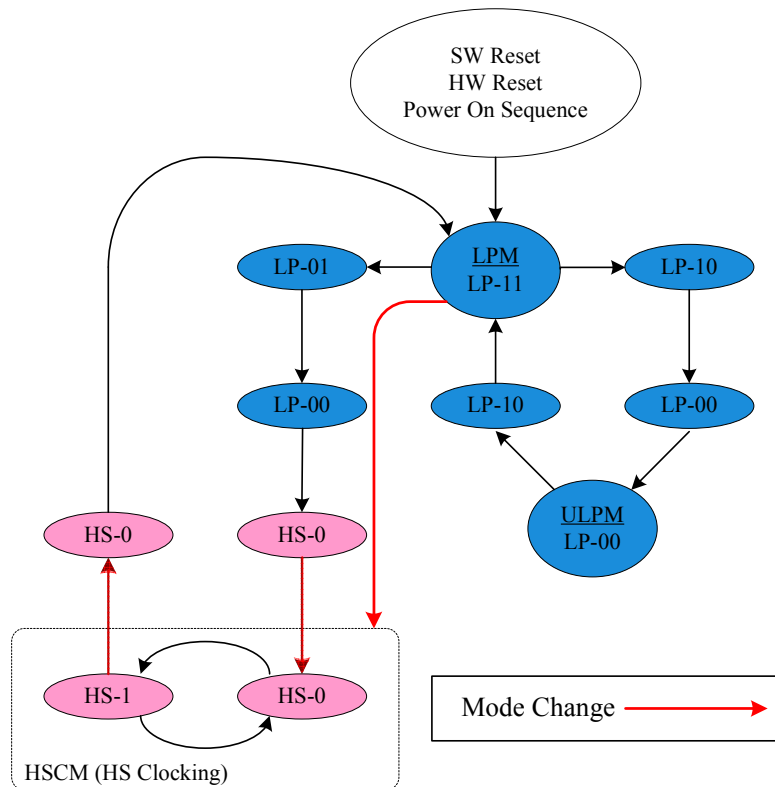 SW Reset
HW Reset
Power On Sequence
LPM
LP-11
LP-01
LP-10
LP-00
LP-10
LP-00
ULPM
LP-00
HS-0
HS-0
HS-1
HS-0
HSCM (HS Clocking)
Mode Change